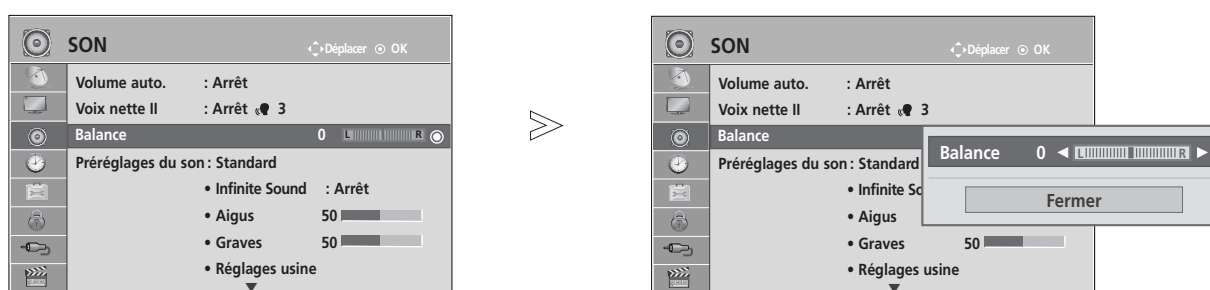 SON
Déplacer OK
Volume auto. : Arrêt
Voix nette II : Arrêt 3
Balance 0 L R
Préréglages du son : Standard
• Infinite Sound : Arrêt
• Aigus 50
• Graves 50
• Réglages usine
SON
Déplacer OK
Volume auto. : Arrêt
Voix nette II : Arrêt 3
Balance
Préréglages du son : Standard
• Infinite So
• Aigus
• Graves 50
• Réglages usine
Balance 0 L R
Fermer